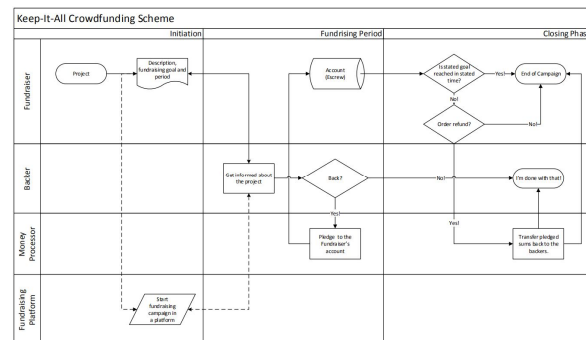 Keep-It-All Crowdfunding Scheme
Initiation
Fundrising Period
Closing Phas
Fundraiser
Project
Description,
fundraising goal and
period
Account
(Escrow)
Is stated goal
reached in stated
time?
Yes!
End of Campaign
No!
Order refund?
No!
Backer
Get informed about
the project
Back?
No!
I'm done with that!
Yes!
Yes!
Money
Processor
Pledge to the
Fundraiser's
account
Transfer pledged
sums back to the
backers.
Fundraising
Platform
Start
fundraising
campaign in
a platform